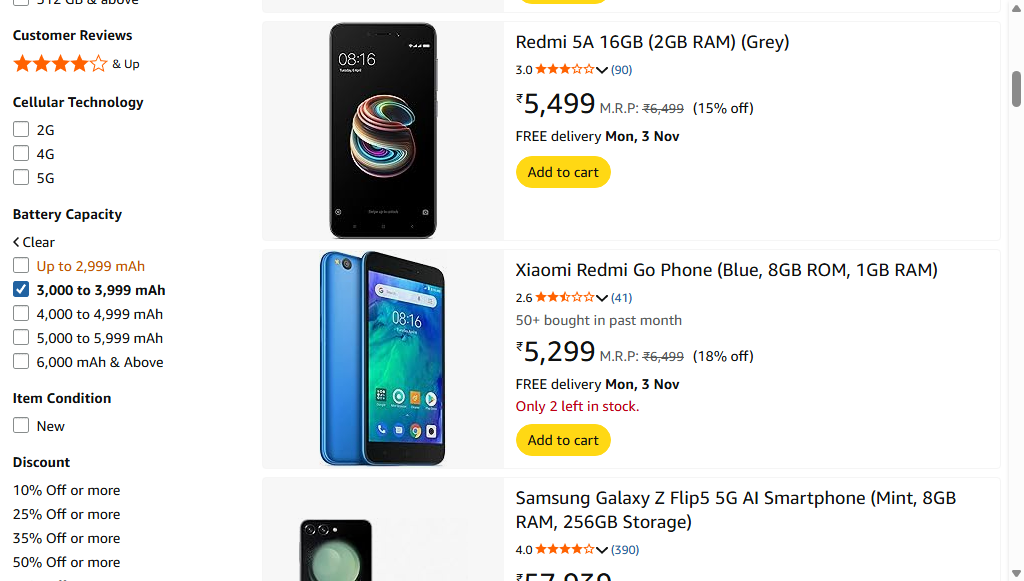 512 GB & above
Customer Reviews
& Up
Cellular Technology
2G
4G
5G
Battery Capacity
Clear
Up to 2,999 mAh
3,000 to 3,999 mAh
4,000 to 4,999 mAh
5,000 to 5,999 mAh
6,000 mAh & Above
Item Condition
New
Discount
10% Off or more
25% Off or more
35% Off or more
50% Off or more
08:16
Redmi 5A 16GB (2GB RAM) (Grey)
3.0 (90)
₹5,499 M.R.P: ₹6,499 (15% off)
FREE delivery Mon, 3 Nov
Add to cart
08:16
Xiaomi Redmi Go Phone (Blue, 8GB ROM, 1GB RAM)
2.6 (41)
50+ bought in past month
₹5,299 M.R.P: ₹6,499 (18% off)
FREE delivery Mon, 3 Nov
Only 2 left in stock.
Add to cart
Samsung Galaxy Z Flip5 5G AI Smartphone (Mint, 8GB
RAM, 256GB Storage)
4.0 (390)
₹57,939